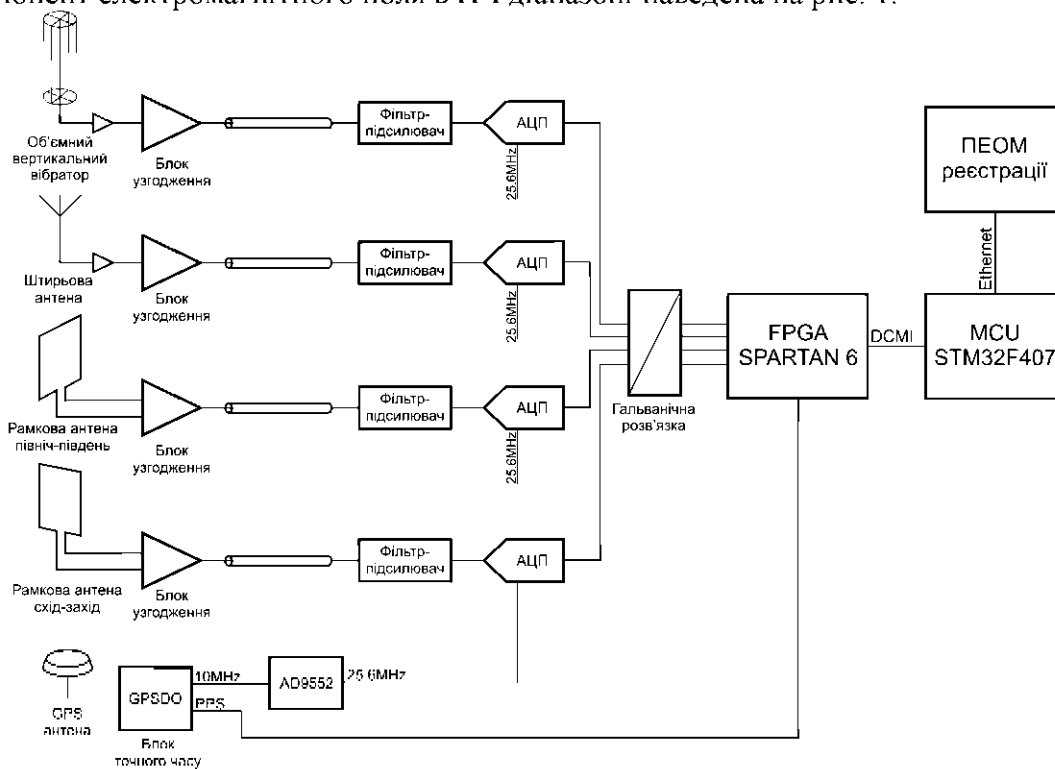 електромагнітного поля в
діапазоні наведена на рис.
Об'ємний
вертикальний
вібратор
Блок
узгодження
Фільтр-
підсилювач
АЦП
25.6MHz
Штирьова
антена
Блок
узгодження
Фільтр-
підсилювач
АЦП
25.6MHz
Рамкова антена
північ-південь
Блок
узгодження
Фільтр-
підсилювач
АЦП
25.6MHz
Рамкова антена
схід-захід
Блок
узгодження
Фільтр-
підсилювач
АЦП
Гальванічна
розв'язка
FPGA
SPARTAN 6
DCMI
MCU
STM32F407
Ethernet
ПЕОМ
реєстрації
GPS
антена
GPSDO
Блок
точного часу
10MHz
PPS
AD9552
25.6MHz